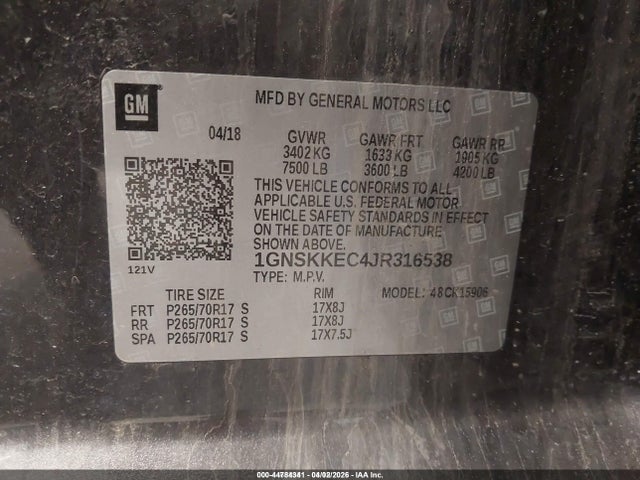 GM
MFD BY GENERAL MOTORS LLC
04/18 GVWR GAWR FRT GAWR RR
3402 KG 1633 KG 1905 KG
7500 LB 3600 LB 4200 LB
THIS VEHICLE CONFORMS TO ALL
APPLICABLE U.S. FEDERAL MOTOR
VEHICLE SAFETY STANDARDS IN EFFECT
ON THE DATE OF MANUFACTURE
SHOWN ABOVE.
121V
1GNSKKEC4JR316538
TYPE: M.P.V.
TIRE SIZE RIM MODEL: 48CK15906
FRT P265/70R17 S 17X8J
RR P265/70R17 S 17X8J
SPA P265/70R17 S 17X7.5J
000-44784341 - 04/02/2026 - IAA Inc.